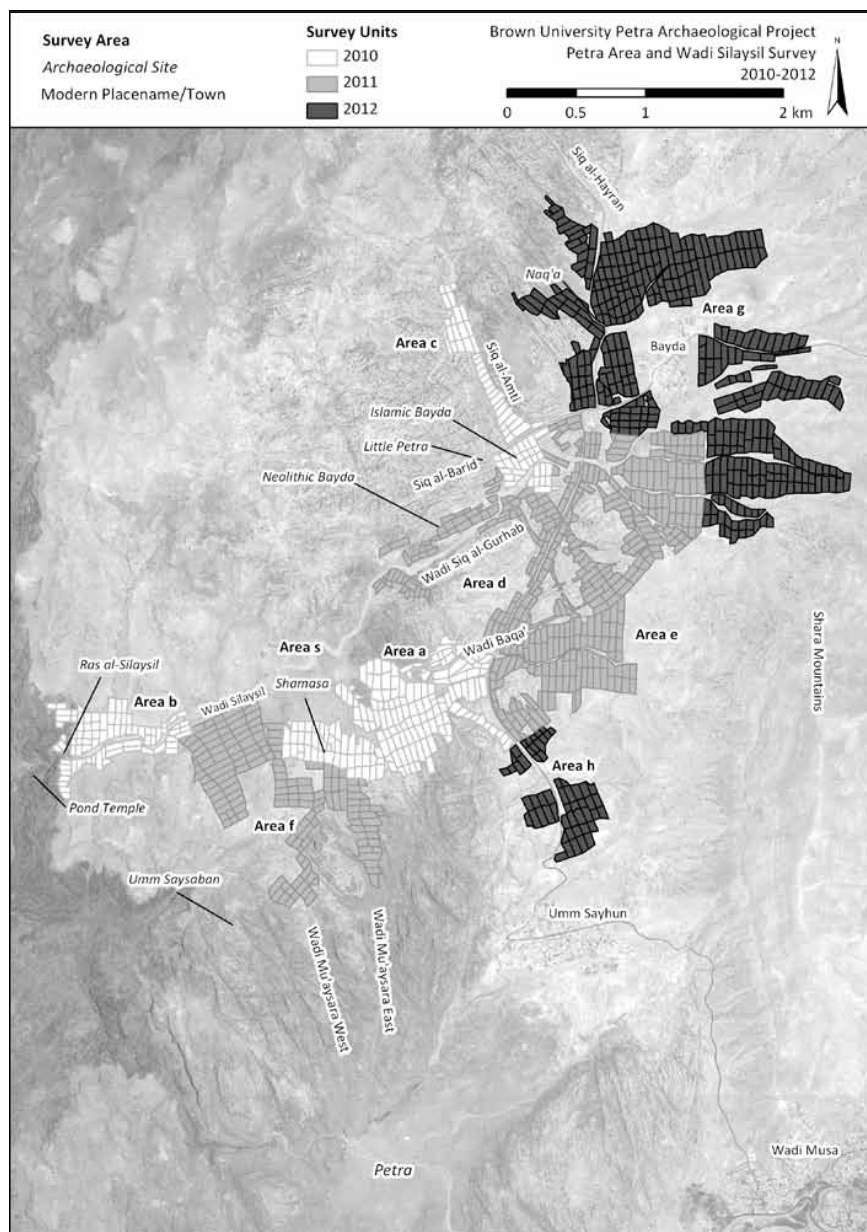 Survey Area
Archaeological Site
Modern Placename/Town
Survey Units
2010
2011
2012
Brown University Petra Archaeological Project
Petra Area and Wadi Silaysil Survey
2010-2012
0 0.5 1 2 km
N
Siq al-Hayran
Naq'a
Area g
Area c
Bayda
Siq al-Amti
Islamic Bayda
Little Petra
Siq al-Barid
Neolithic Bayda
Wadi Siq al-Gurhab
Area d
Area e
Shara Mountains
Area s
Area a
Wadi Baqa'
Ras al-Silaysil
Shamasa
Area b
Wadi Silaysil
Area h
Pond Temple
Area f
Umm Saysaban
Umm Sayhun
Wadi Mu'aysara West
Wadi Mu'aysara East
Wadi Musa
Petra